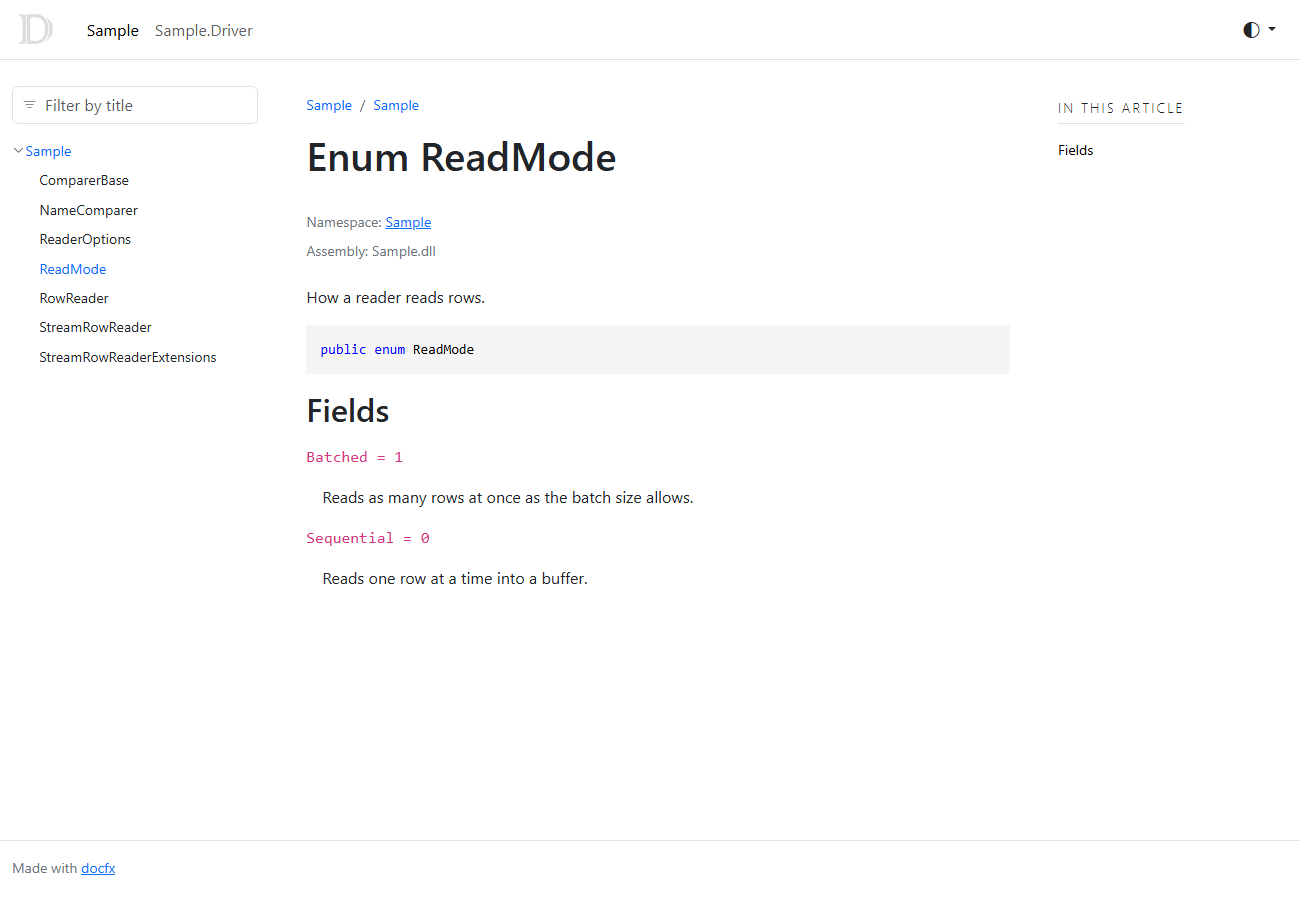 Sample Sample.Driver
Filter by title
Sample
ComparerBase
NameComparer
ReaderOptions
ReadMode
RowReader
StreamRowReader
StreamRowReaderExtensions
Sample / Sample
Enum ReadMode
Namespace: Sample
Assembly: Sample.dll
How a reader reads rows.
public enum ReadMode
Fields
Batched = 1
Reads as many rows at once as the batch size allows.
Sequential = 0
Reads one row at a time into a buffer.
IN THIS ARTICLE
Fields
Made with docfx